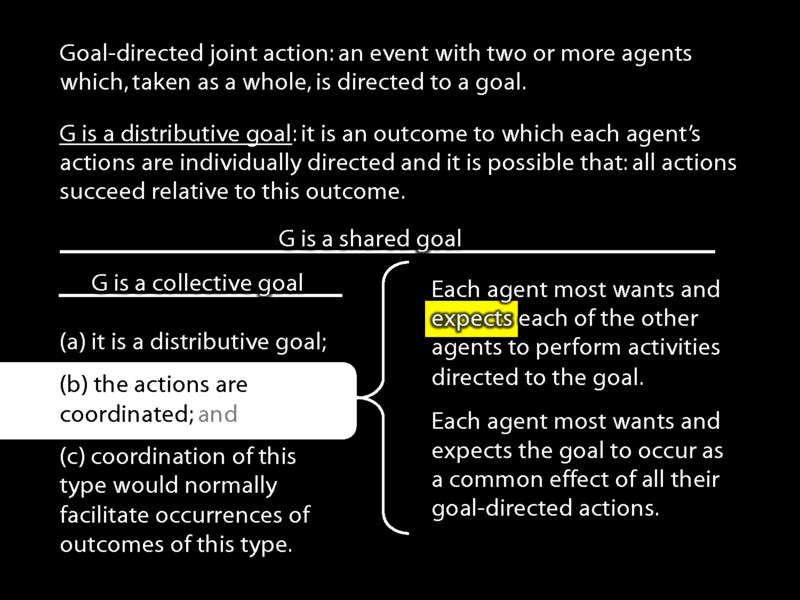 Goal-directed joint action: an event with two or more agents
which, taken as a whole, is directed to a goal.
G is a distributive goal: it is an outcome to which each agent’s
actions are individually directed and it is possible that: all actions
succeed relative to this outcome.
G is a shared goal
G is a collective goal
(a) it is a distributive goal;
(b) the actions are
coordinated; and
(c) coordination of this
type would normally
facilitate occurrences of
outcomes of this type.
Each agent most wants and
expects each of the other
agents to perform activities
directed to the goal.
Each agent most wants and
expects the goal to occur as
a common effect of all their
goal-directed actions.